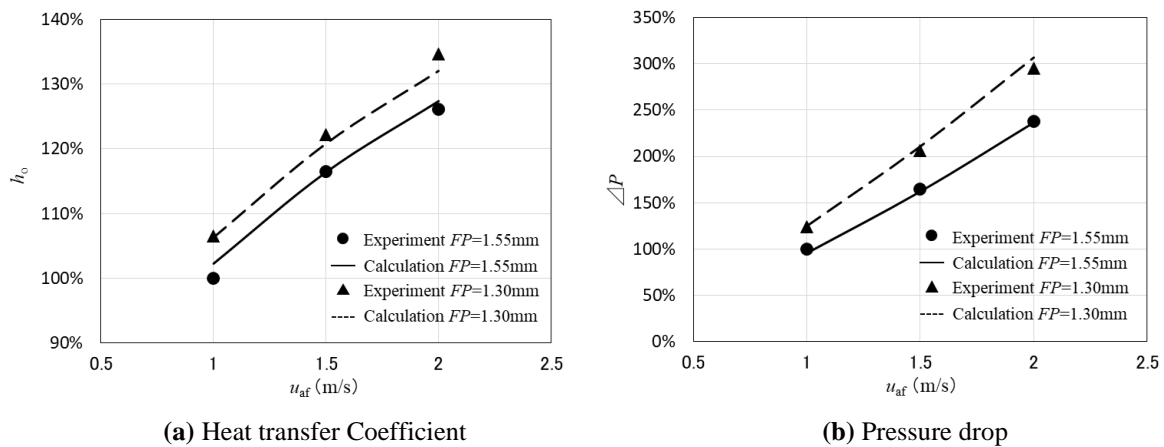 140%
130%
120%
110%
100%
90%
hₒ
Experiment FP=1.55mm
Calculation FP=1.55mm
Experiment FP=1.30mm
Calculation FP=1.30mm
0.5 1 1.5 2 2.5
u_af (m/s)
(a) Heat transfer Coefficient
350%
300%
250%
200%
150%
100%
50%
0%
△P
Experiment FP=1.55mm
Calculation FP=1.55mm
Experiment FP=1.30mm
Calculation FP=1.30mm
0.5 1 1.5 2 2.5
u_af (m/s)
(b) Pressure drop